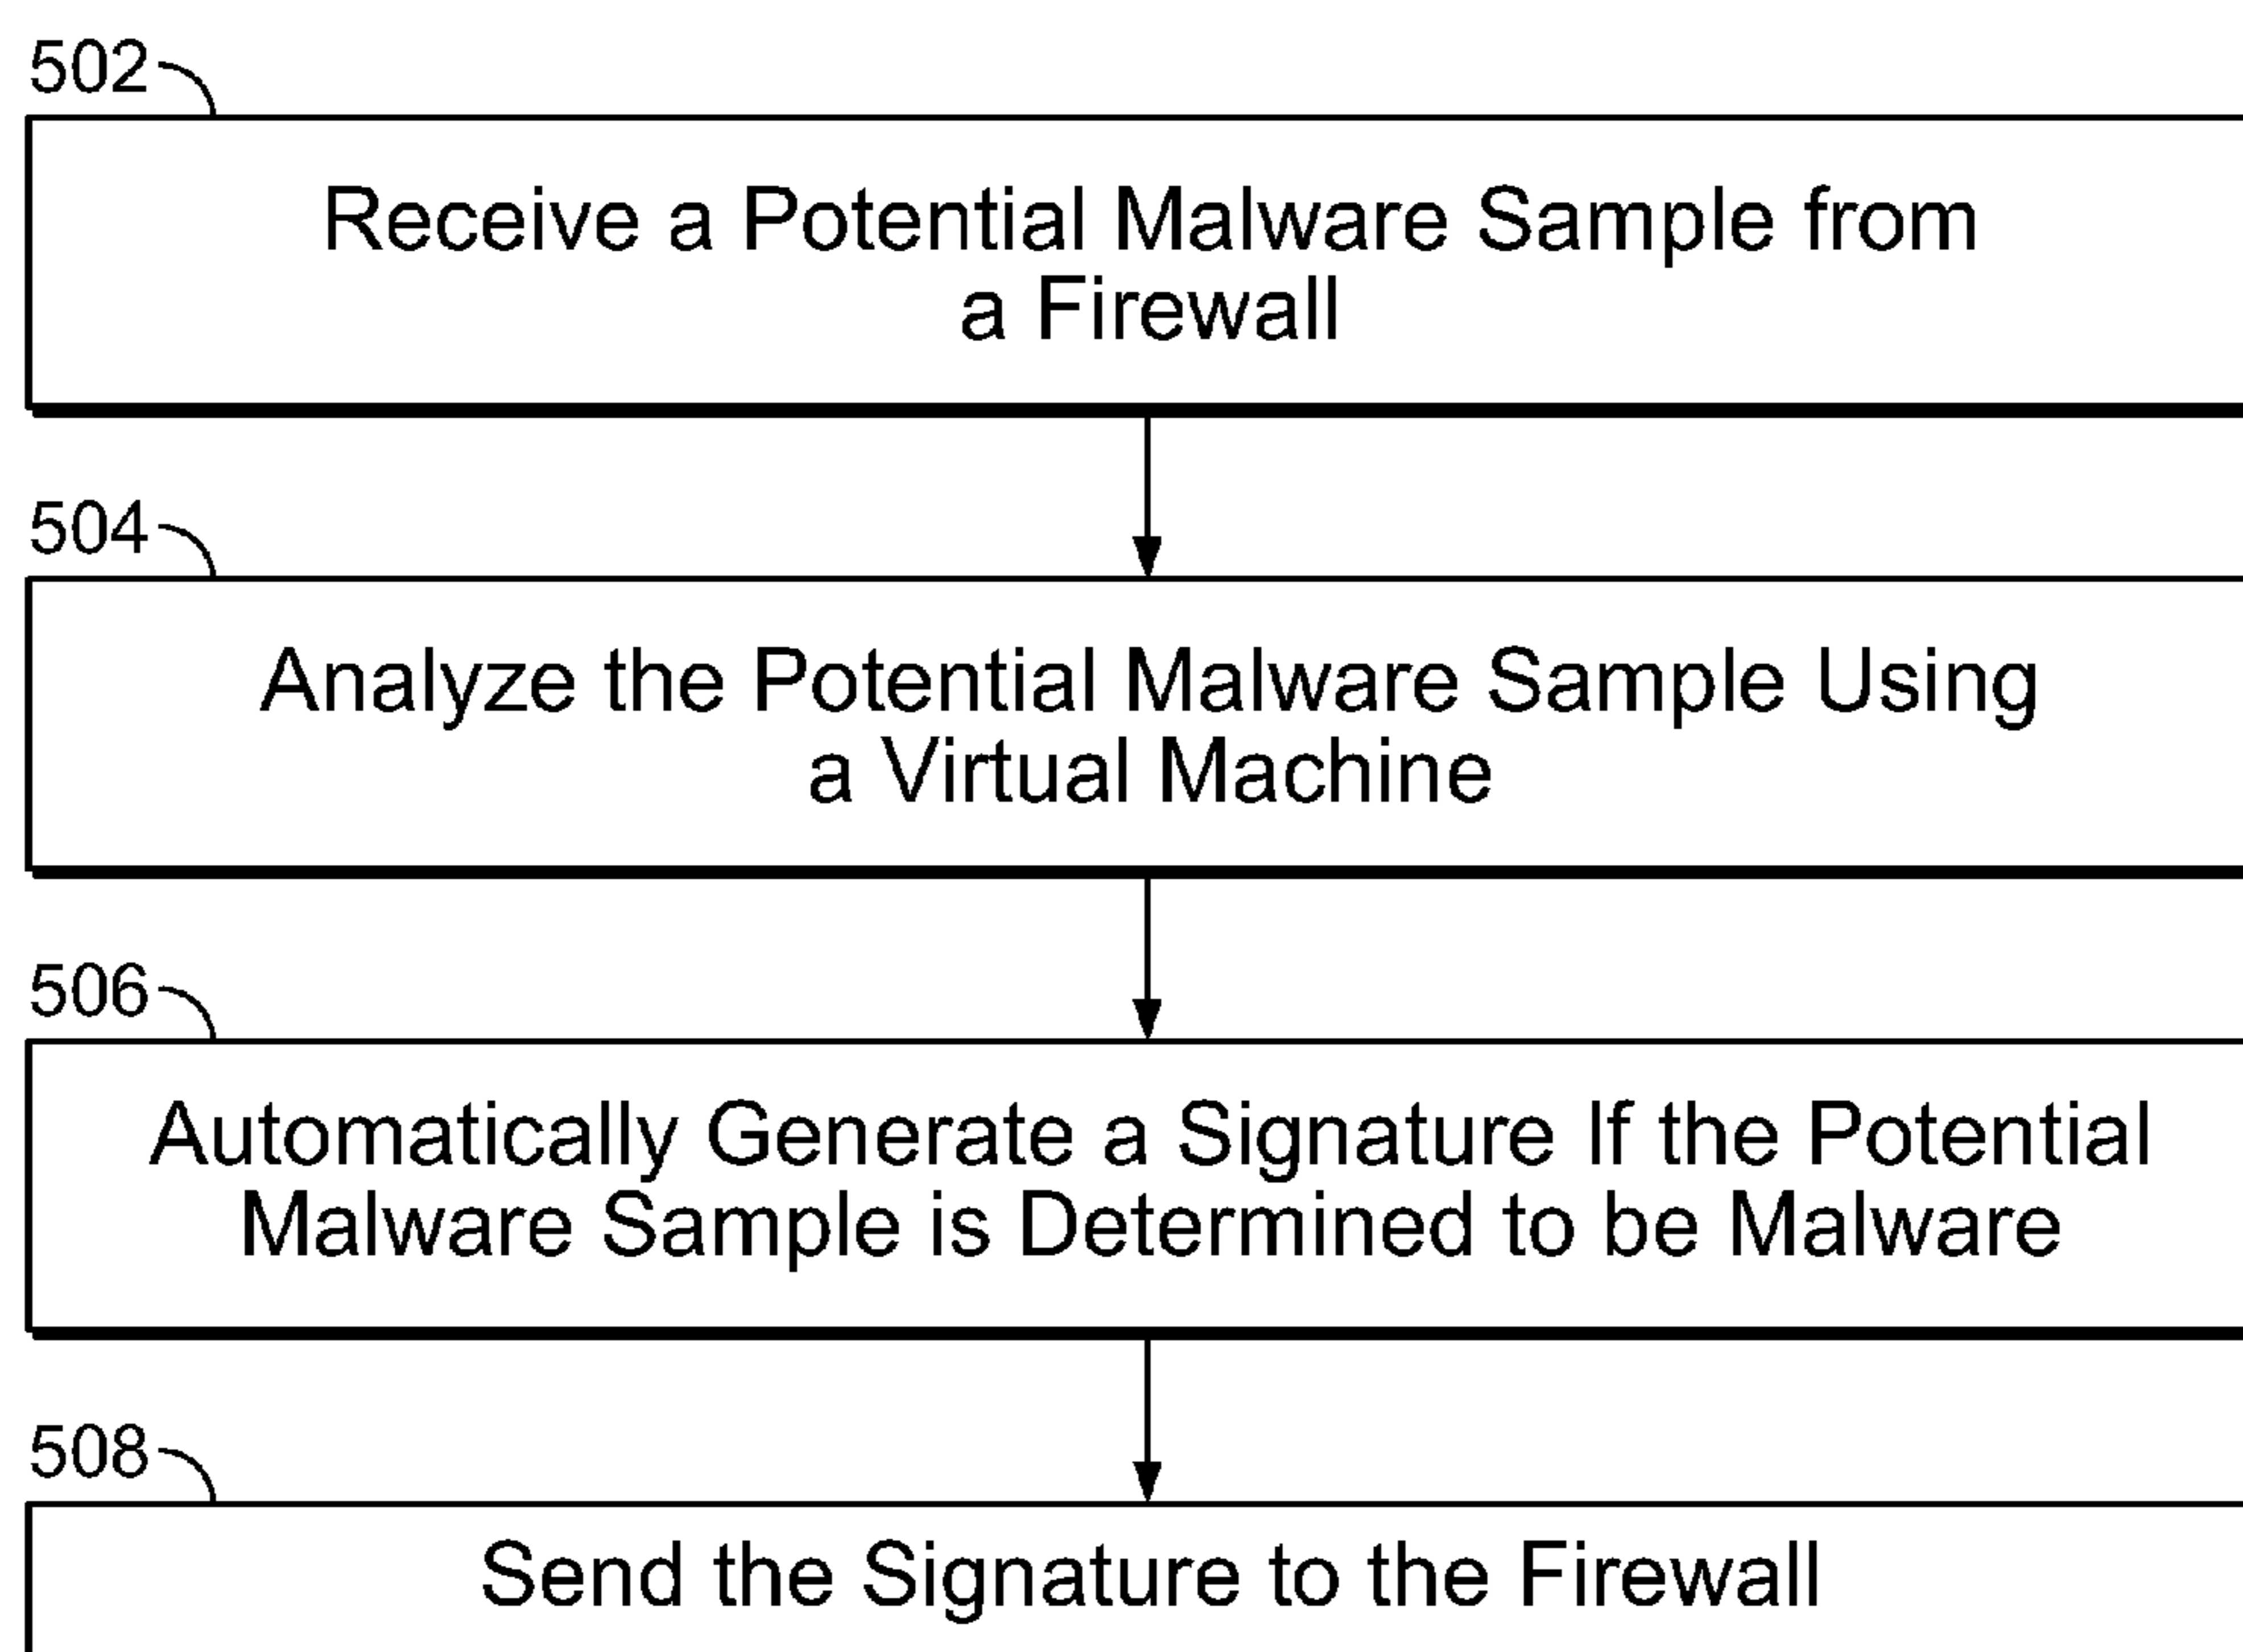 502
Receive a Potential Malware Sample from
a Firewall
504
Analyze the Potential Malware Sample Using
a Virtual Machine
506
Automatically Generate a Signature If the Potential
Malware Sample is Determined to be Malware
508
Send the Signature to the Firewall